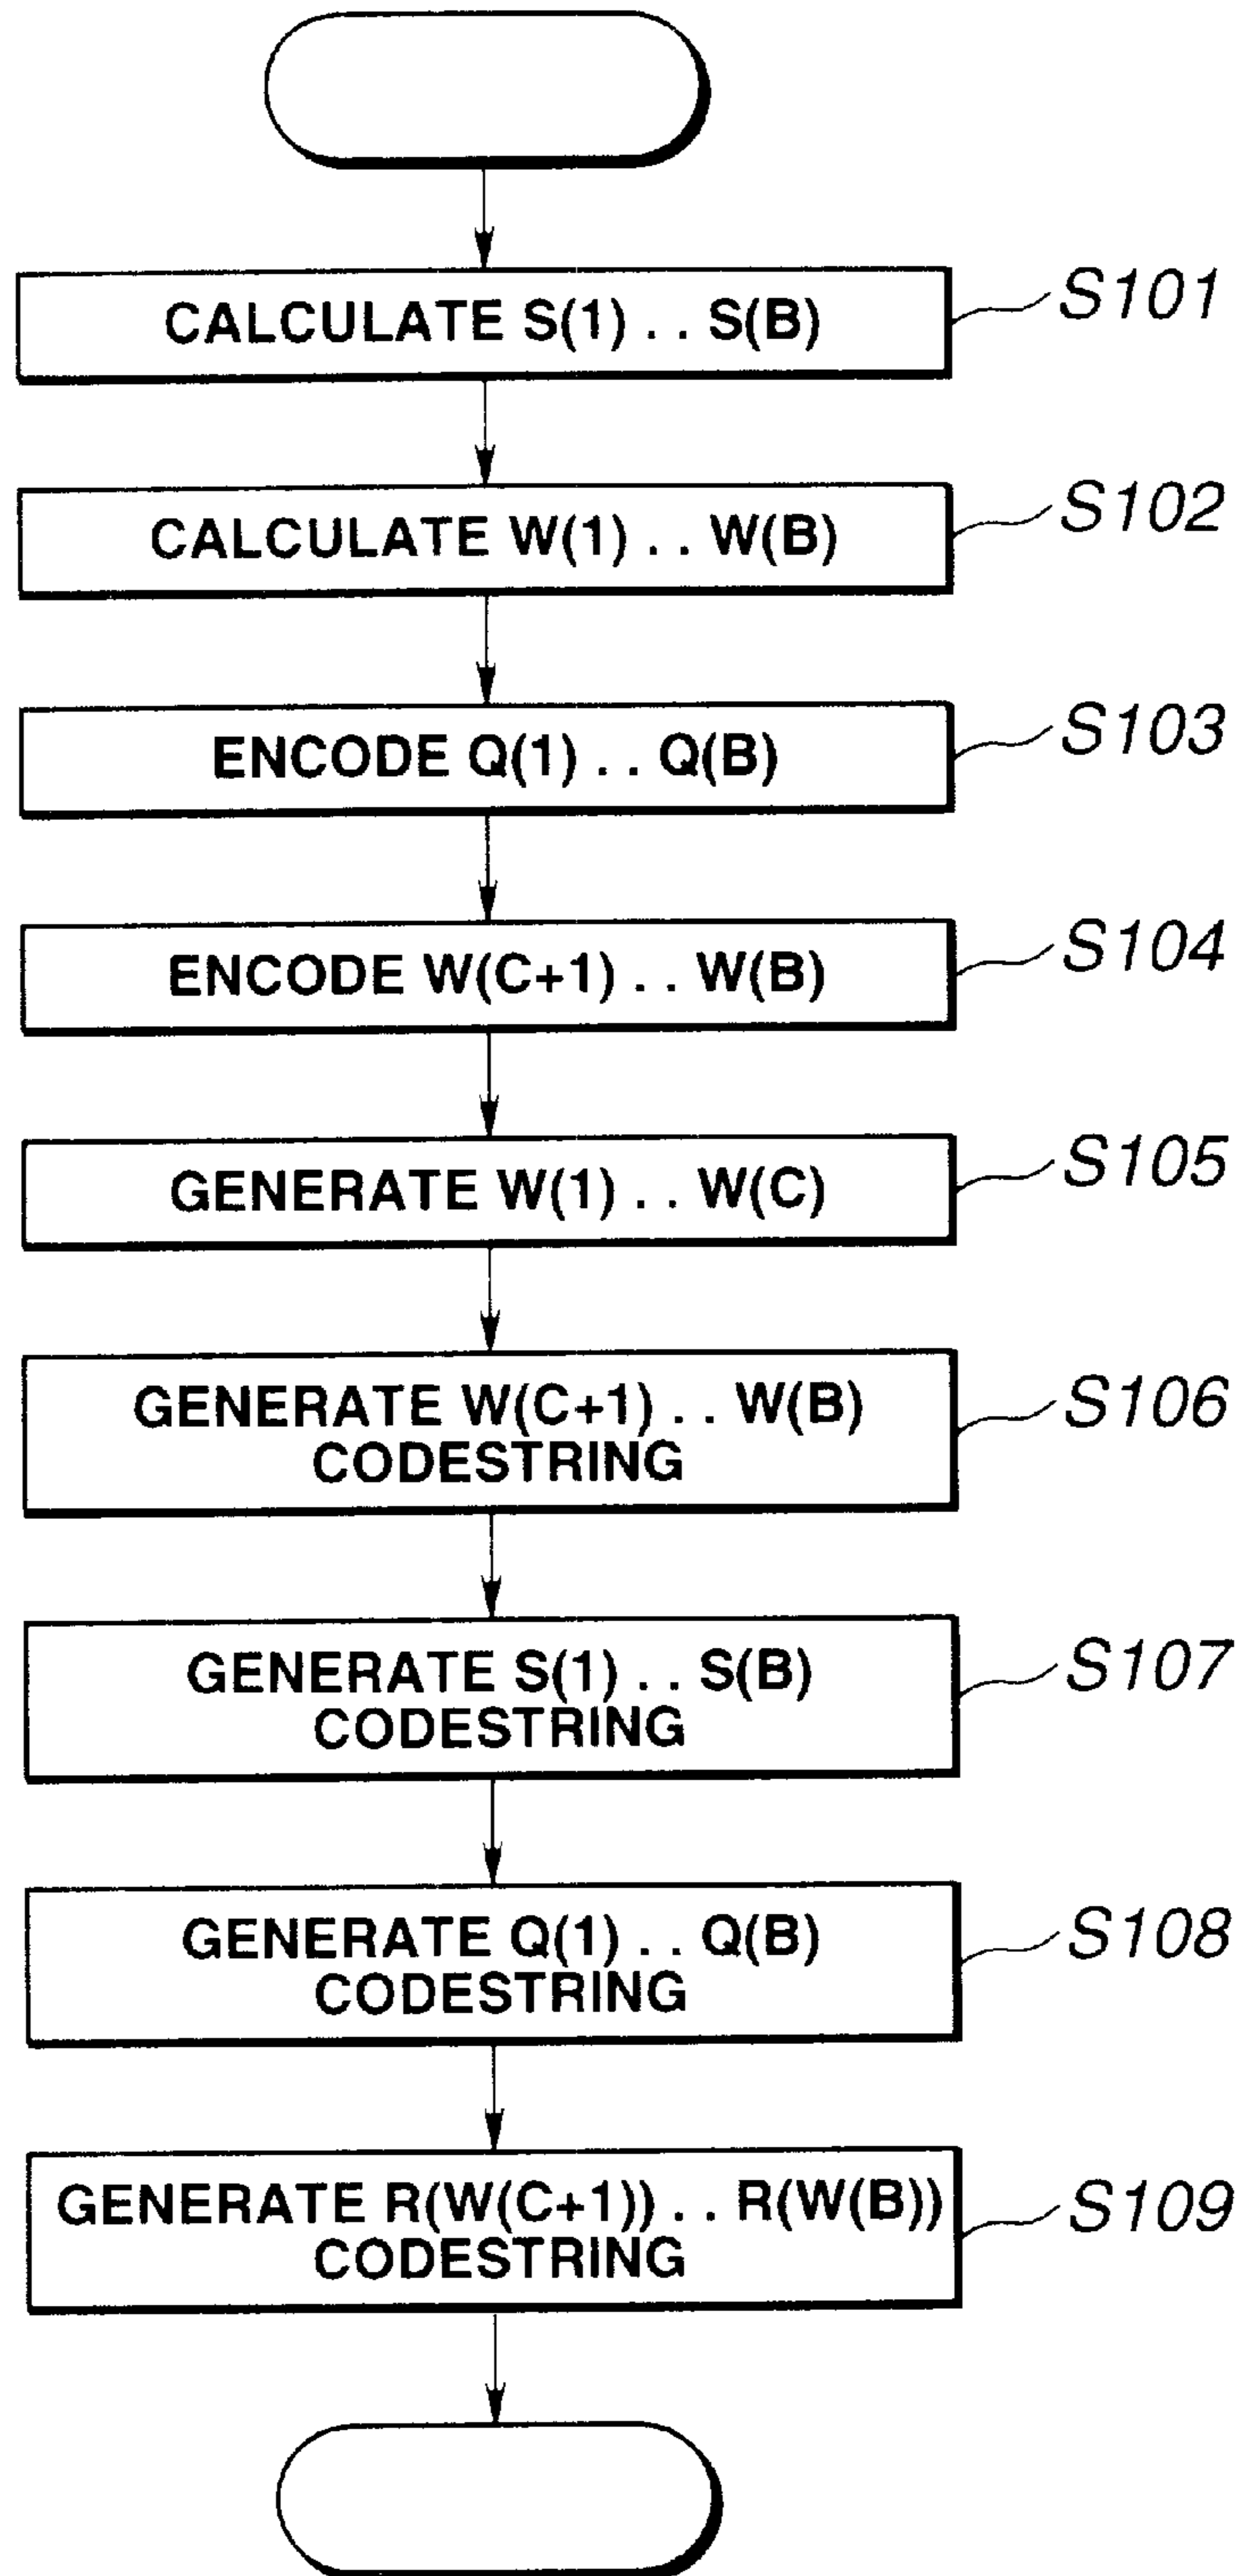 CALCULATE S(1) . . S(B)
S101
CALCULATE W(1) . . W(B)
S102
ENCODE Q(1) . . Q(B)
S103
ENCODE W(C+1) . . W(B)
S104
GENERATE W(1) . . W(C)
S105
GENERATE W(C+1) . . W(B)
CODESTRING
S106
GENERATE S(1) . . S(B)
CODESTRING
S107
GENERATE Q(1) . . Q(B)
CODESTRING
S108
GENERATE R(W(C+1)) . . R(W(B))
CODESTRING
S109